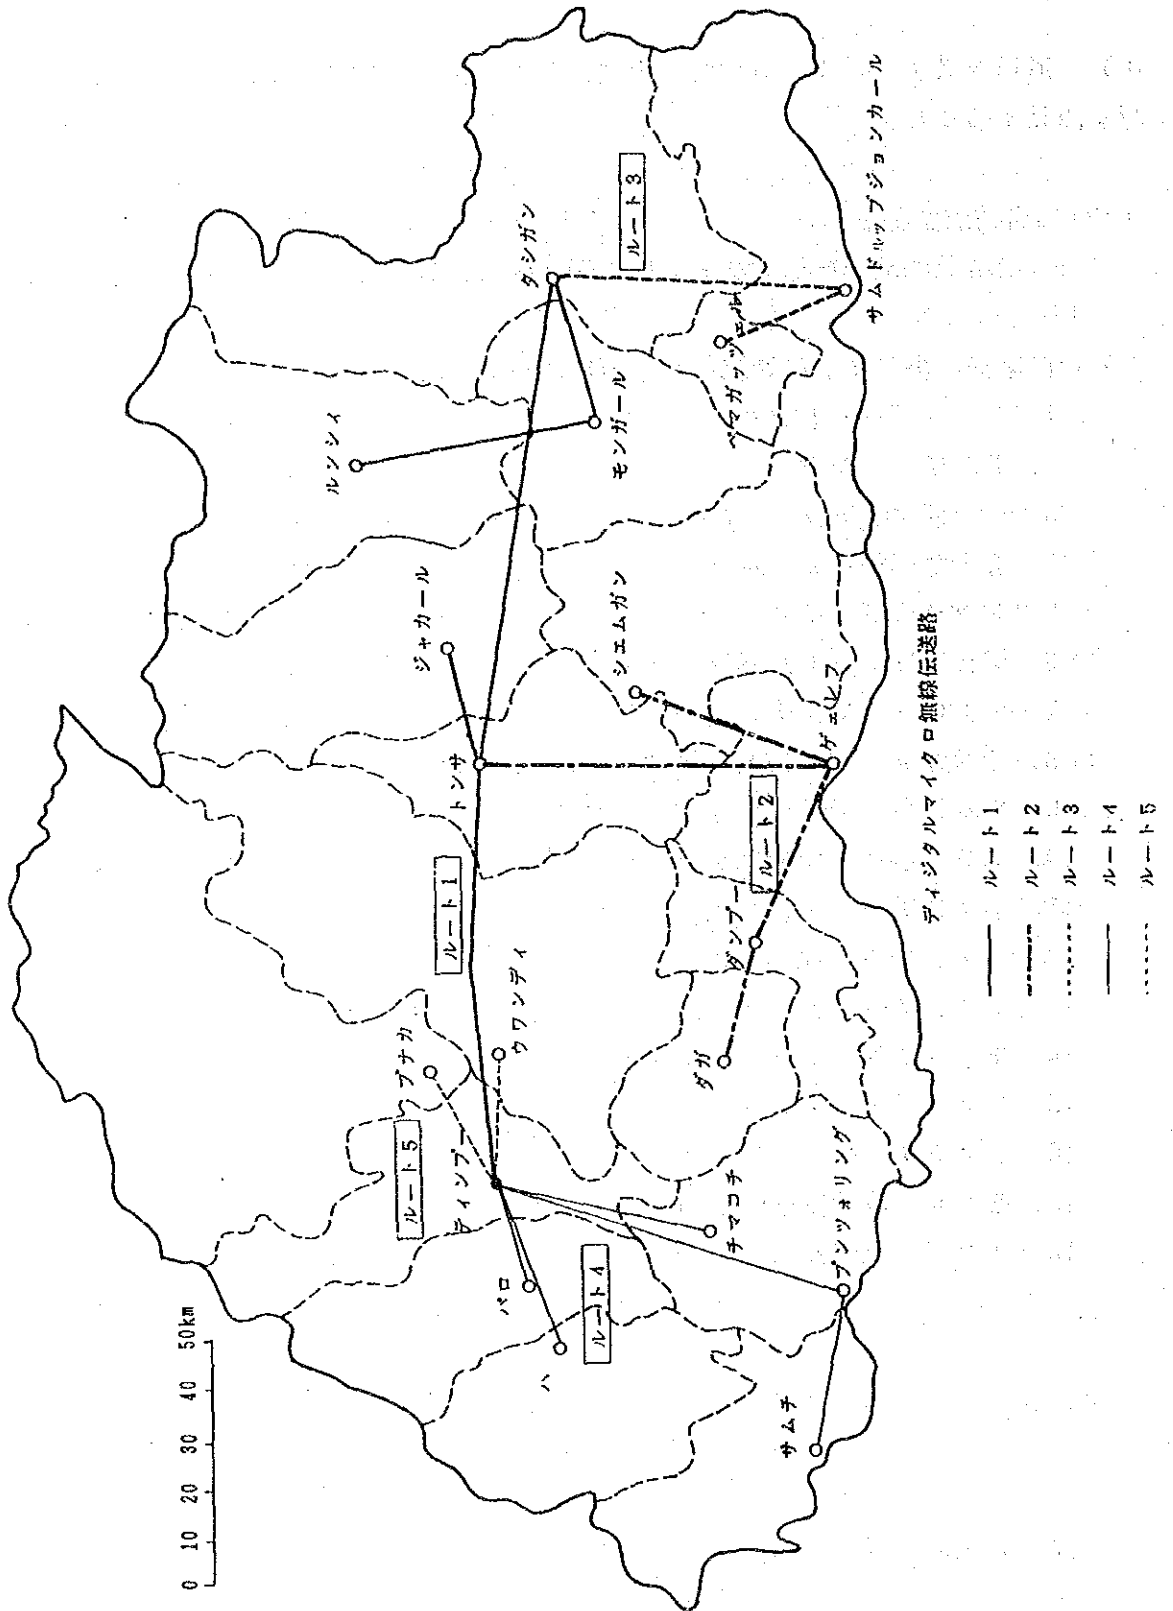 0 10 20 30 40 50km
ルート5
ルート1
ルート3
ルンシィ
タシガン
ジャカール
プナカ
トンサ
ティンプー
ウワンディ
パロ
ハ
ルート4
モンガール
シェムガン
ダガ
ダンプー
ルート2
ペマガッツェル
チマコチ
サムチ
プンツォリング
ゲェレフ
サムドルップジョンカール
ディジタルマイクロ無線伝送路
ルート1
ルート2
ルート3
ルート4
ルート5